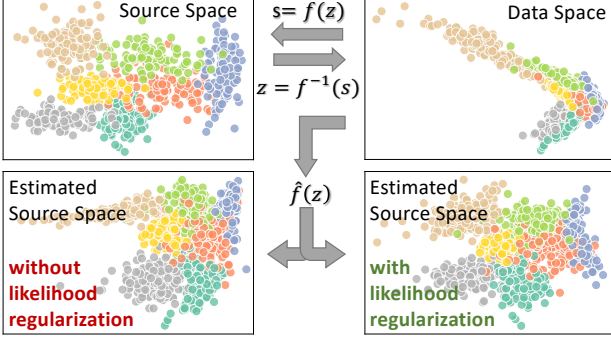 Source Space
s= f(z)
z = f⁻¹(s)
Data Space
Estimated
Source Space
without
likelihood
regularization
f̂(z)
Estimated
Source Space
with
likelihood
regularization